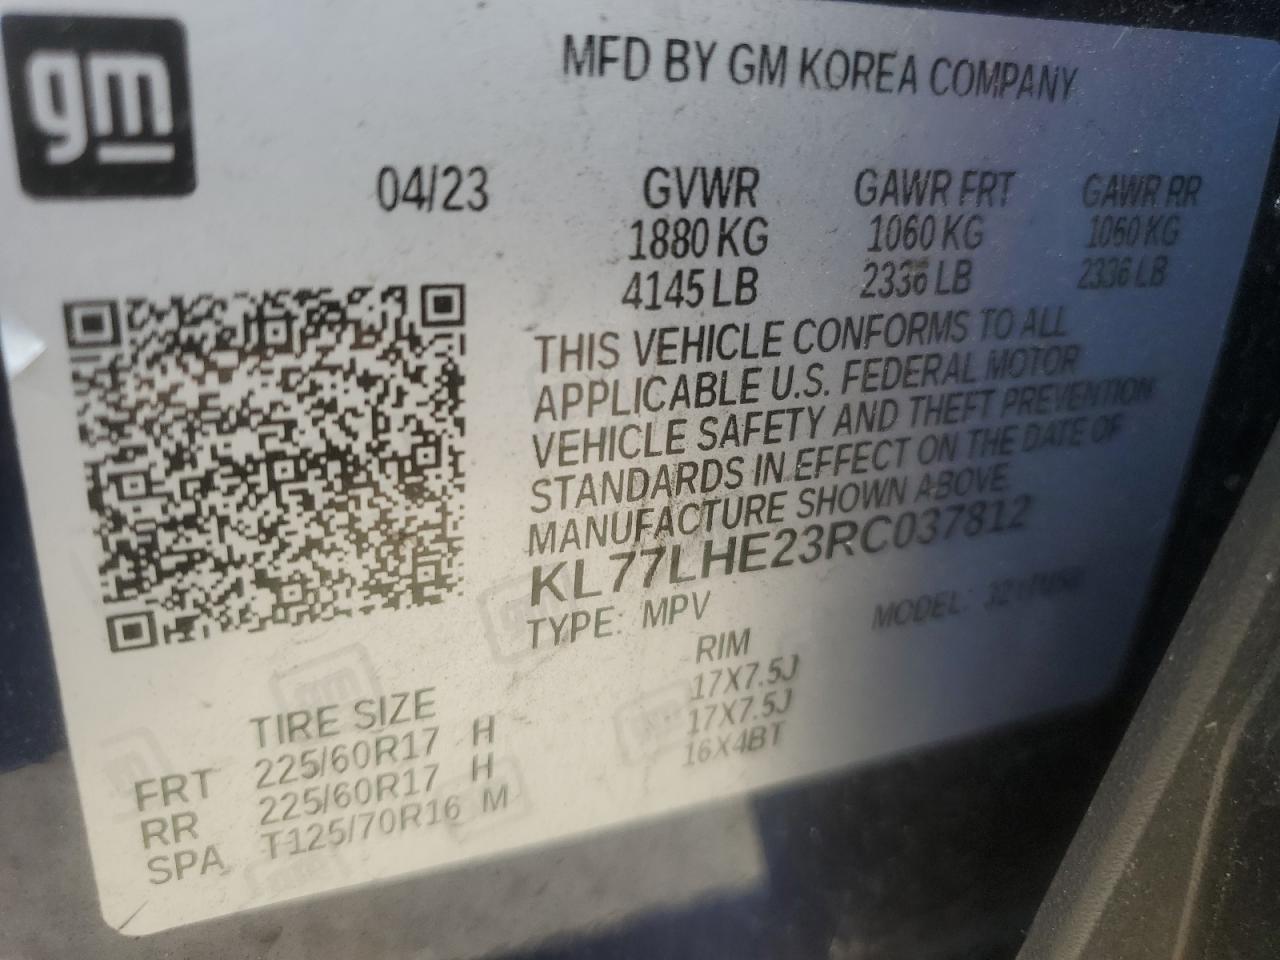 gm
MFD BY GM KOREA COMPANY
04/23 GVWR GAWR FRT GAWR RR
1880 KG 1060 KG 1060 KG
4145 LB 2336 LB 2336 LB
THIS VEHICLE CONFORMS TO ALL
APPLICABLE U.S. FEDERAL MOTOR
VEHICLE SAFETY AND THEFT PREVENTION
STANDARDS IN EFFECT ON THE DATE OF
MANUFACTURE SHOWN ABOVE
KL77LHE23RC037812
TYPE: MPV MODEL:
TIRE SIZE RIM
FRT 225/60R17 H 17X7.5J
RR 225/60R17 H 17X7.5J
SPA T125/70R16 M 16X4BT